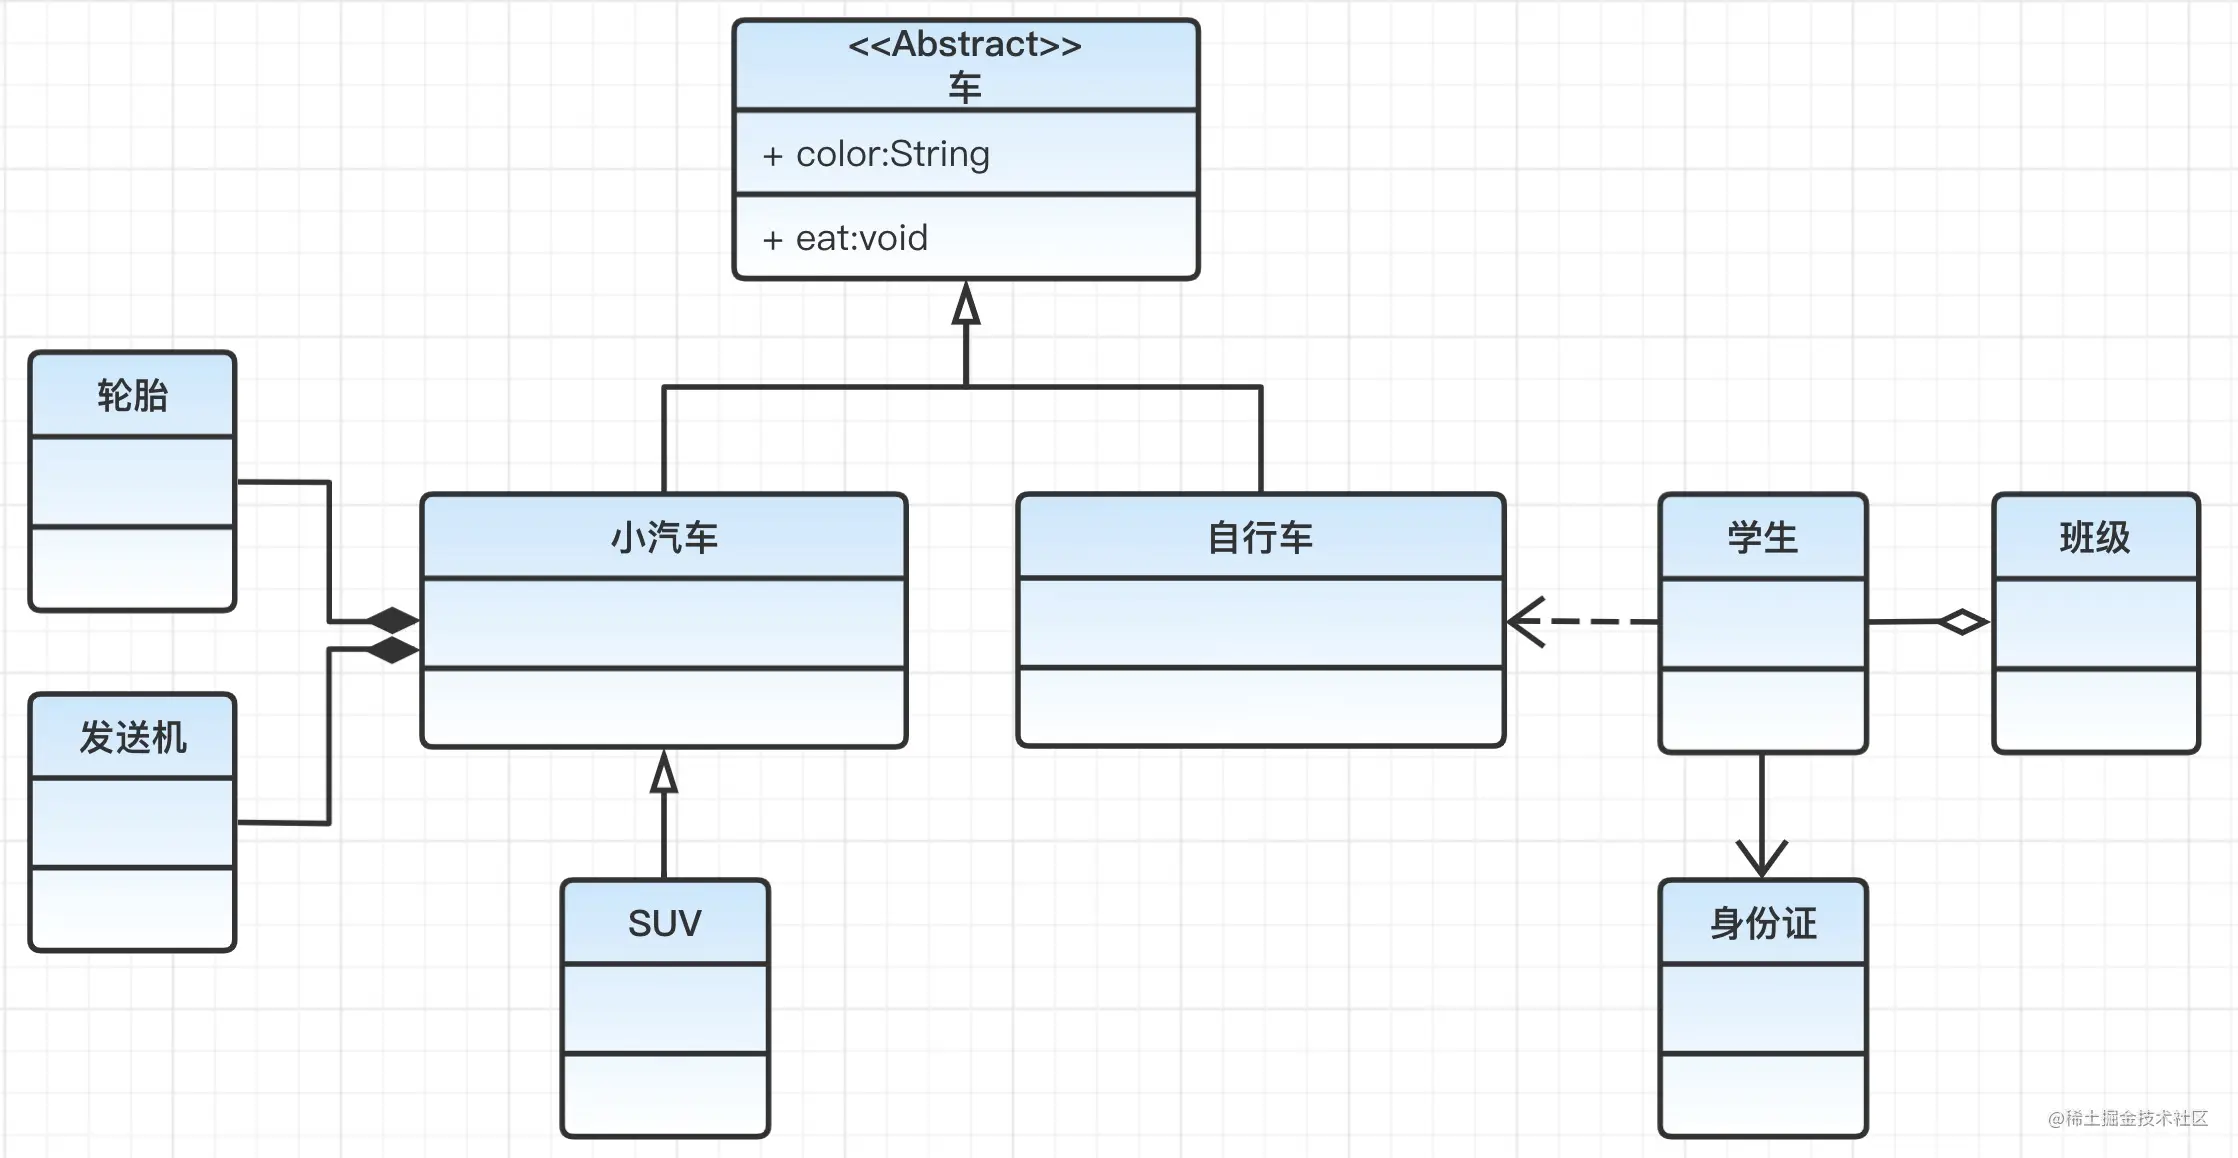 <<Abstract>>
车
+ color:String
+ eat:void
轮胎
小汽车
自行车
学生
班级
发送机
SUV
身份证
@稀土掘金技术社区